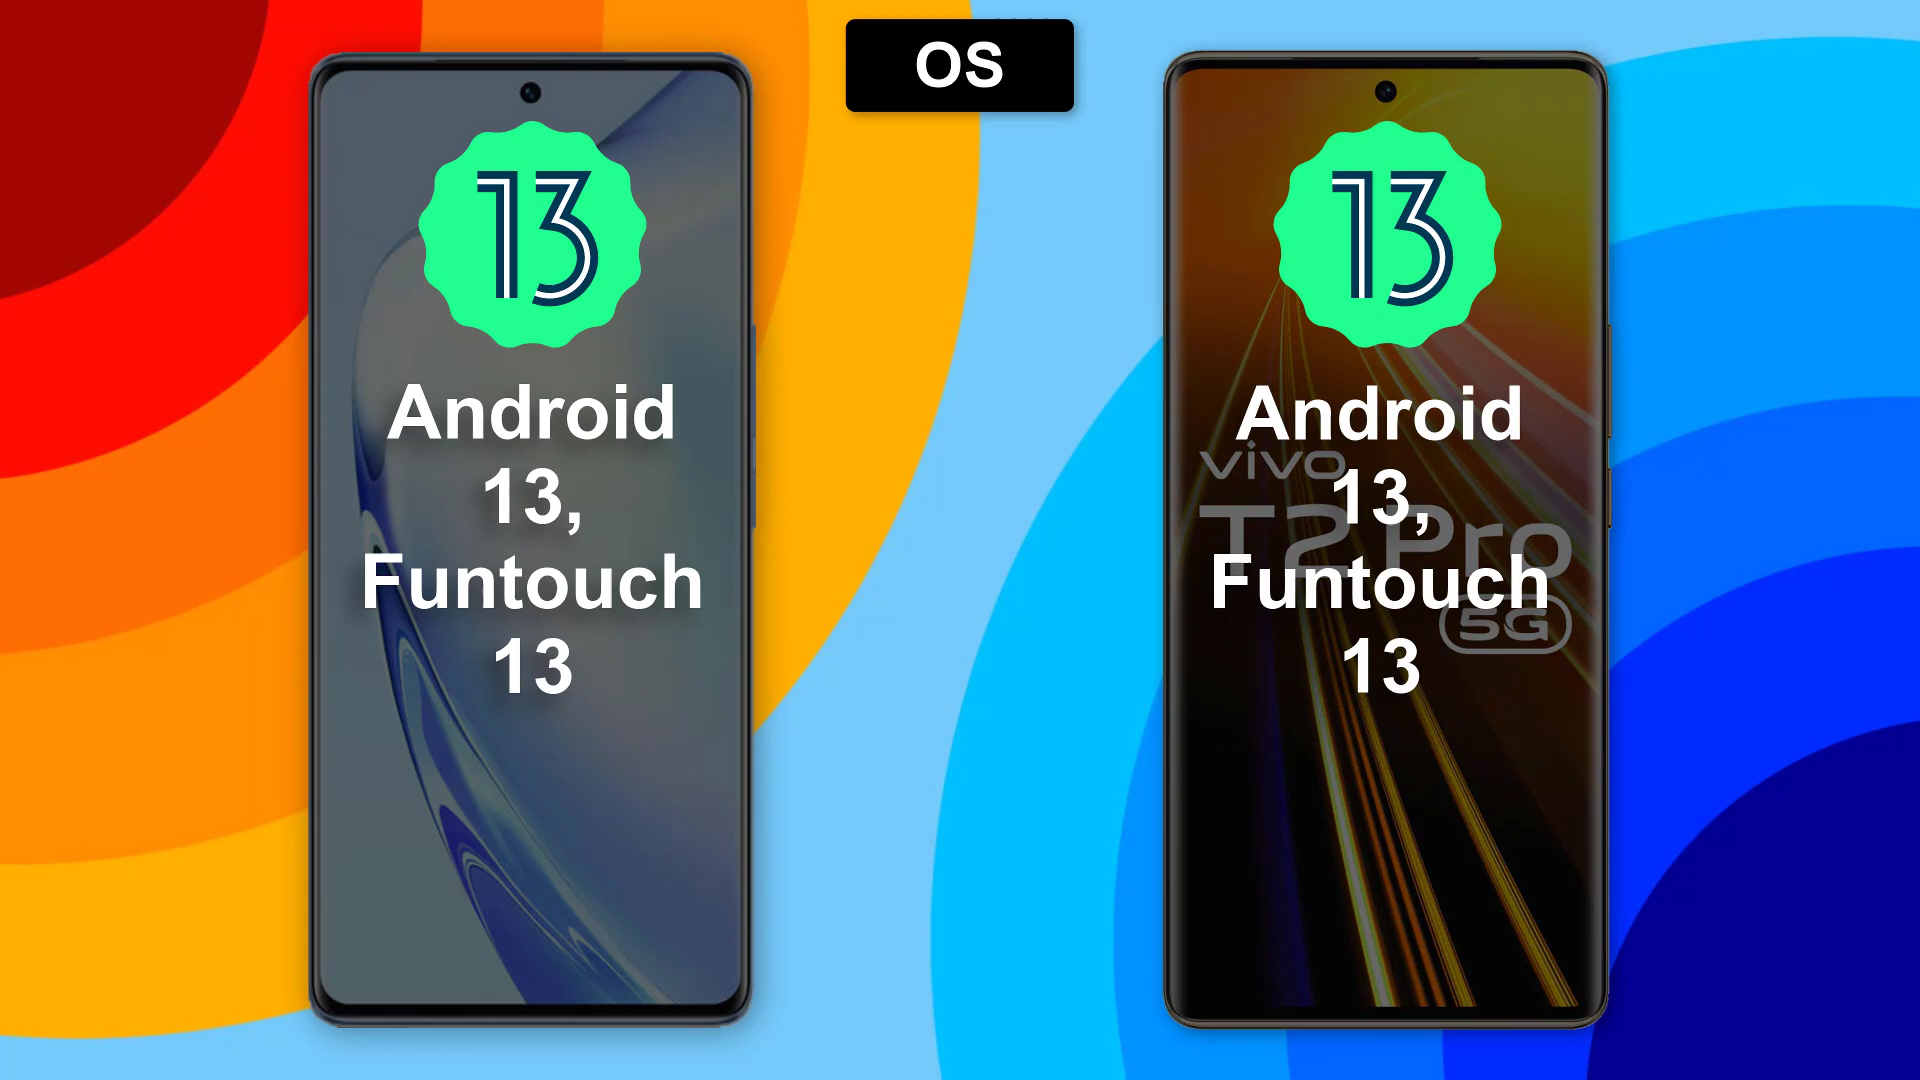 OS
13
Android
13,
Funtouch
13
13
Android
13,
Funtouch
13
vivo
T2 Pro
5G